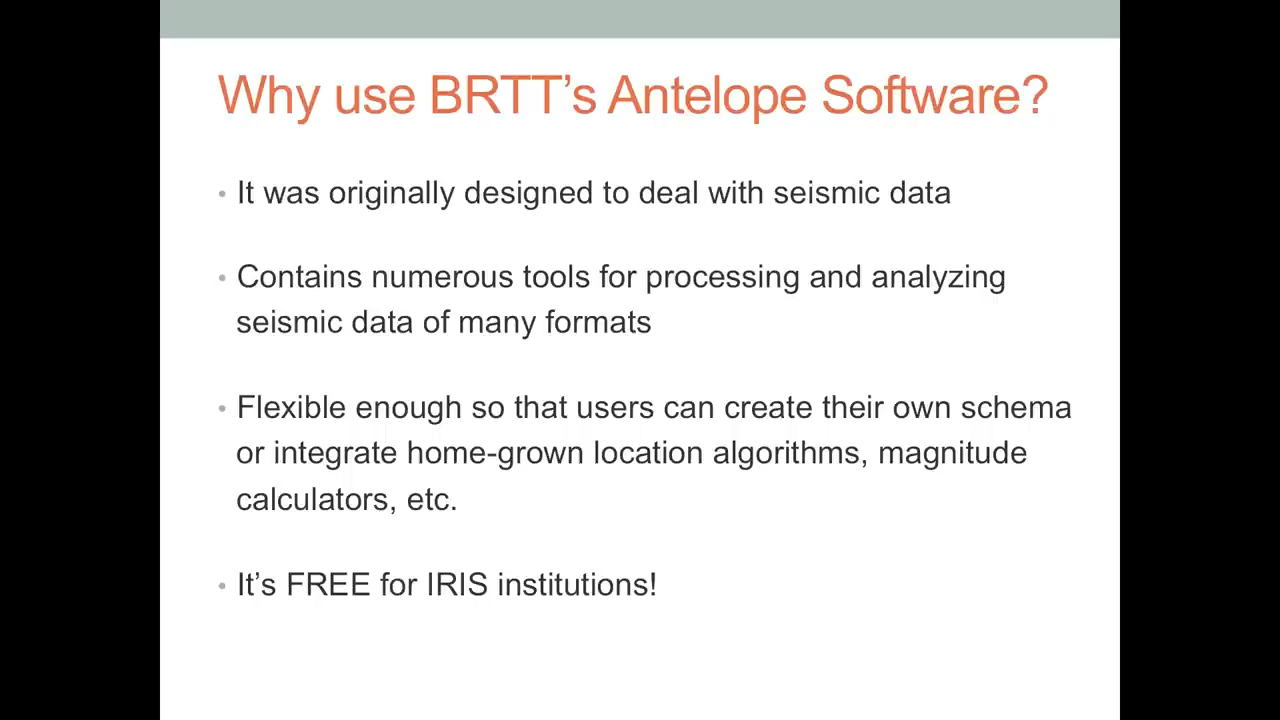 Why use BRTT’s Antelope Software?
• It was originally designed to deal with seismic data
• Contains numerous tools for processing and analyzing
seismic data of many formats
• Flexible enough so that users can create their own schema
or integrate home-grown location algorithms, magnitude
calculators, etc.
• It’s FREE for IRIS institutions!